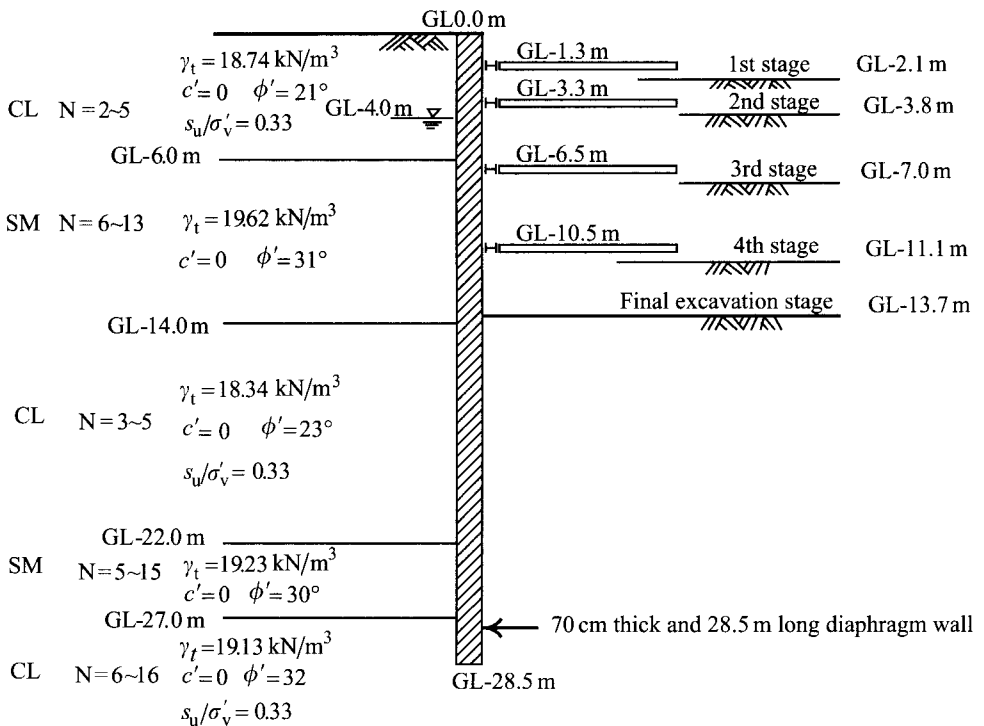 GL0.0 m
γt = 18.74 kN/m³
c′= 0 φ′= 21°
CL N = 2~5
GL-4.0 m
su/σ′v = 0.33
GL-6.0 m
SM N = 6~13
γt = 19.62 kN/m³
c′= 0 φ′= 31°
GL-14.0 m
γt = 18.34 kN/m³
CL N = 3~5
c′= 0 φ′= 23°
su/σ′v = 0.33
GL-22.0 m
SM N = 5~15
γt = 19.23 kN/m³
c′= 0 φ′= 30°
GL-27.0 m
γt = 19.13 kN/m³
CL N = 6~16
c′= 0 φ′= 32
su/σ′v = 0.33
GL-1.3 m
1st stage GL-2.1 m
GL-3.3 m
2nd stage GL-3.8 m
GL-6.5 m
3rd stage GL-7.0 m
GL-10.5 m
4th stage GL-11.1 m
Final excavation stage GL-13.7 m
70 cm thick and 28.5 m long diaphragm wall
GL-28.5 m